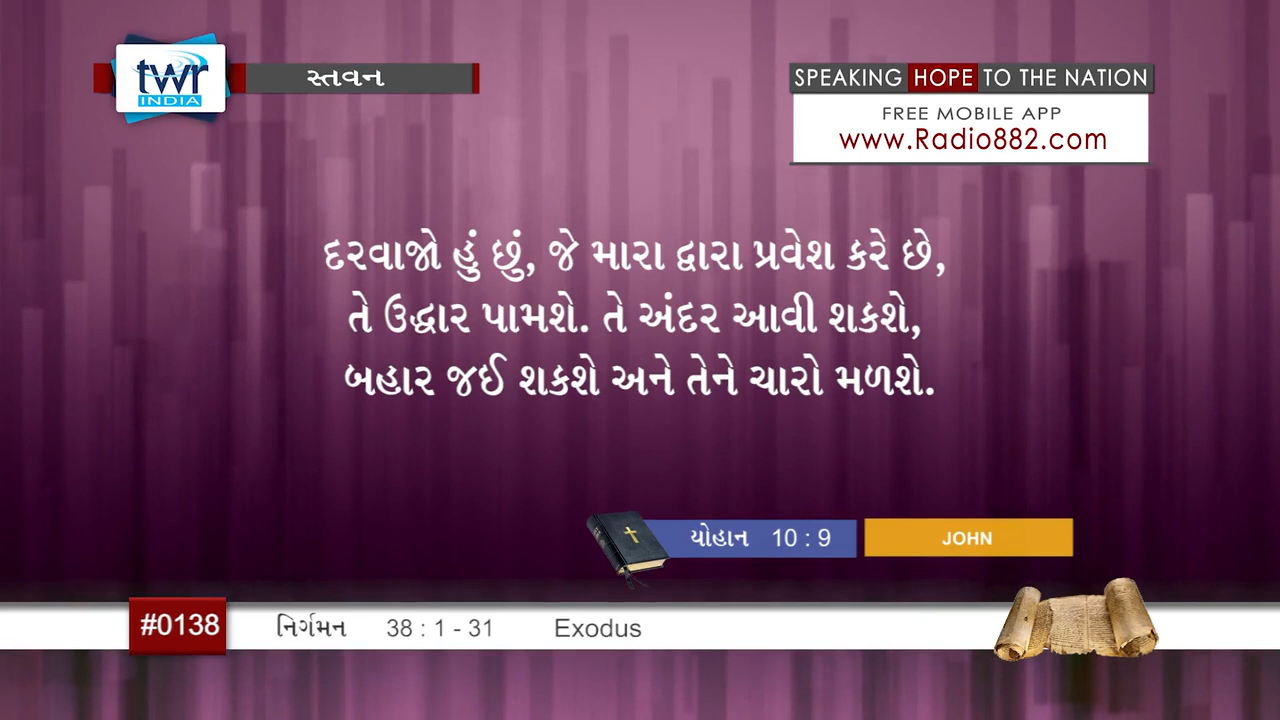 twr
INDIA
સ્તવન
SPEAKING HOPE TO THE NATION
FREE MOBILE APP
www.Radio882.com
દરવાજો હું છું, જે મારા દ્વારા પ્રવેશ કરે છે,
તે ઉદ્ધાર પામશે. તે અંદર આવી શકશે,
બહાર જઈ શકશે અને તેને ચારો મળશે.
યોહાન 10 : 9 JOHN
#0138 નિર્ગમન 38 : 1 - 31 Exodus